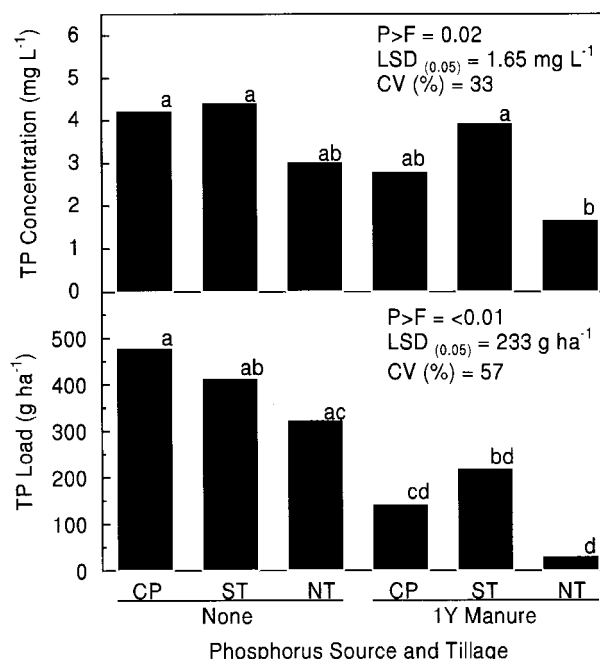 P>F = 0.02
LSD (0.05) = 1.65 mg L-1
CV (%) = 33
TP Concentration (mg L-1)
6
5
4
3
2
1
0
a
a
ab
ab
a
b
P>F = <0.01
LSD (0.05) = 233 g ha-1
CV (%) = 57
TP Load (g ha-1)
500
400
300
200
100
0
a
ab
ac
cd
bd
d
CP ST NT CP ST NT
None 1Y Manure
Phosphorus Source and Tillage